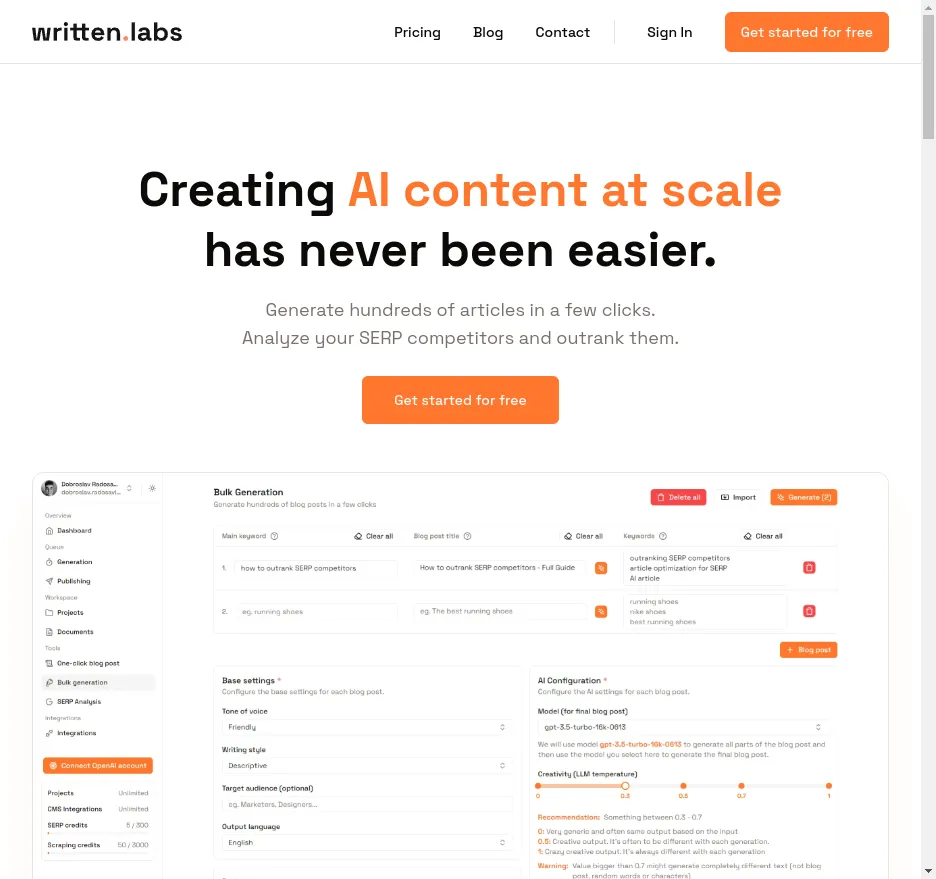 written.labs
Pricing
Blog
Contact
Sign In
Get started for free
Creating AI content at scale
has never been easier.
Generate hundreds of articles in a few clicks.
Analyze your SERP competitors and outrank them.
Get started for free
Dobroslav Radosa...
dobroslav.radosavl...
Overview
Dashboard
Queue
Generation
Publishing
Workspace
Projects
Documents
Tools
One-click blog post
Bulk generation
SERP Analysis
Integrations
Integrations
Connect OpenAI account
Projects Unlimited
CMS Integrations Unlimited
SERP credits 5 / 300
Scraping credits 50 / 3000
Bulk Generation
Generate hundreds of blog posts in a few clicks
Delete all
Import
Generate (2)
Main keyword
Clear all
Blog post title
Clear all
Keywords
Clear all
1.
how to outrank SERP competitors
How to outrank SERP competitors - Full Guide
outranking SERP competitors
article optimization for SERP
AI article
2.
eg. running shoes
eg. The best running shoes
running shoes
nike shoes
best running shoes
+ Blog post
Base settings *
Configure the base settings for each blog post.
Tone of voice
Friendly
Writing style
Descriptive
Target audience (optional)
eg. Marketers, Designers...
Output language
English
AI Configuration *
Configure the AI settings for each blog post.
Model (for final blog post)
gpt-3.5-turbo-16k-0613
We will use model gpt-3.5-turbo-16k-0613 to generate all parts of the blog post and
then use the model you select here to generate the final blog post.
Creativity (LLM temperature)
0 0.3 0.5 0.7 1
Recommendation: Something between 0.3 - 0.7
0: Very generic and often same output based on the input
0.5: Creative output. It's often to be different with each generation.
1: Crazy creative output. It's always different with each generation
Warning: Value bigger than 0.7 might generate completely different text (not blog
post, random words or characters)